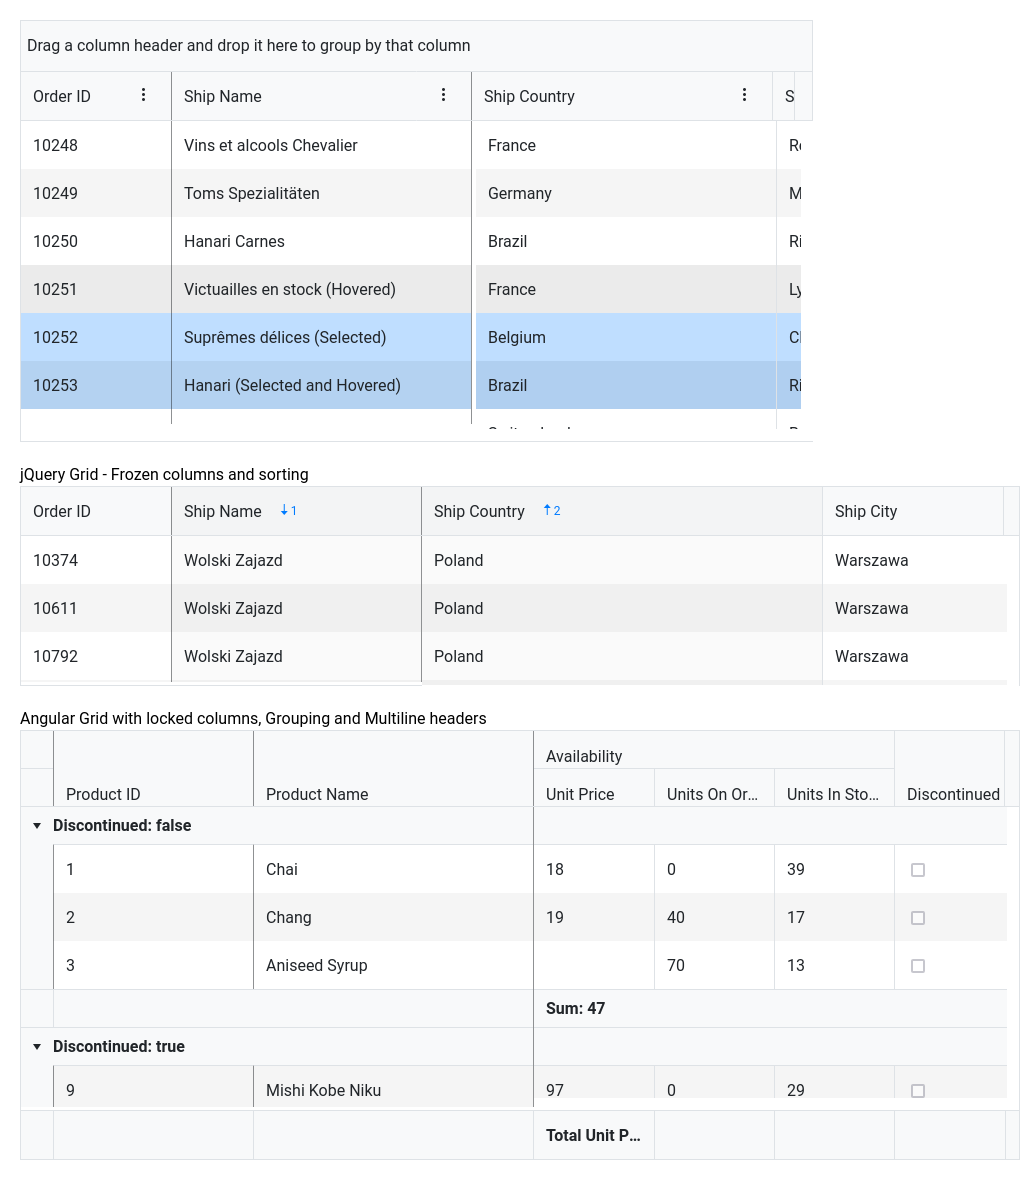 Drag a column header and drop it here to group by that column
Order ID Ship Name Ship Country S
10248 Vins et alcools Chevalier France
10249 Toms Spezialitäten Germany M
10250 Hanari Carnes Brazil Ri
10251 Victuailles en stock (Hovered) France Ly
10252 Suprêmes délices (Selected) Belgium
10253 Hanari (Selected and Hovered) Brazil Ri
jQuery Grid - Frozen columns and sorting
Order ID Ship Name 1 Ship Country 2 Ship City
10374 Wolski Zajazd Poland Warszawa
10611 Wolski Zajazd Poland Warszawa
10792 Wolski Zajazd Poland Warszawa
Angular Grid with locked columns, Grouping and Multiline headers
Availability
Product ID Product Name Unit Price Units On Or... Units In Sto... Discontinued
Discontinued: false
1 Chai 18 0 39
2 Chang 19 40 17
3 Aniseed Syrup 70 13
Sum: 47
Discontinued: true
9 Mishi Kobe Niku 97 0 29
Total Unit P...